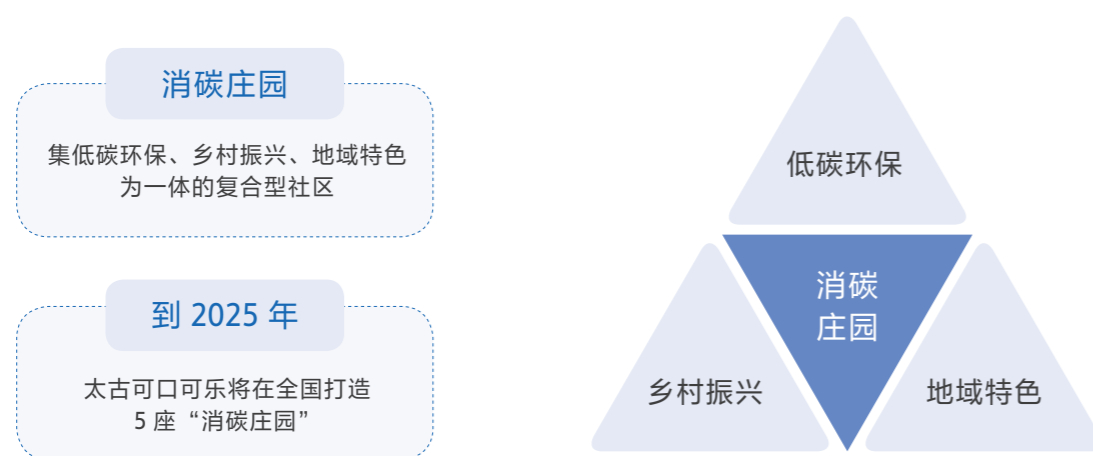 消碳庄园
集低碳环保、乡村振兴、地域特色
为一体的复合型社区
到 2025 年
太古可口可乐将在全国打造
5 座“消碳庄园”
低碳环保
消碳
庄园
乡村振兴
地域特色